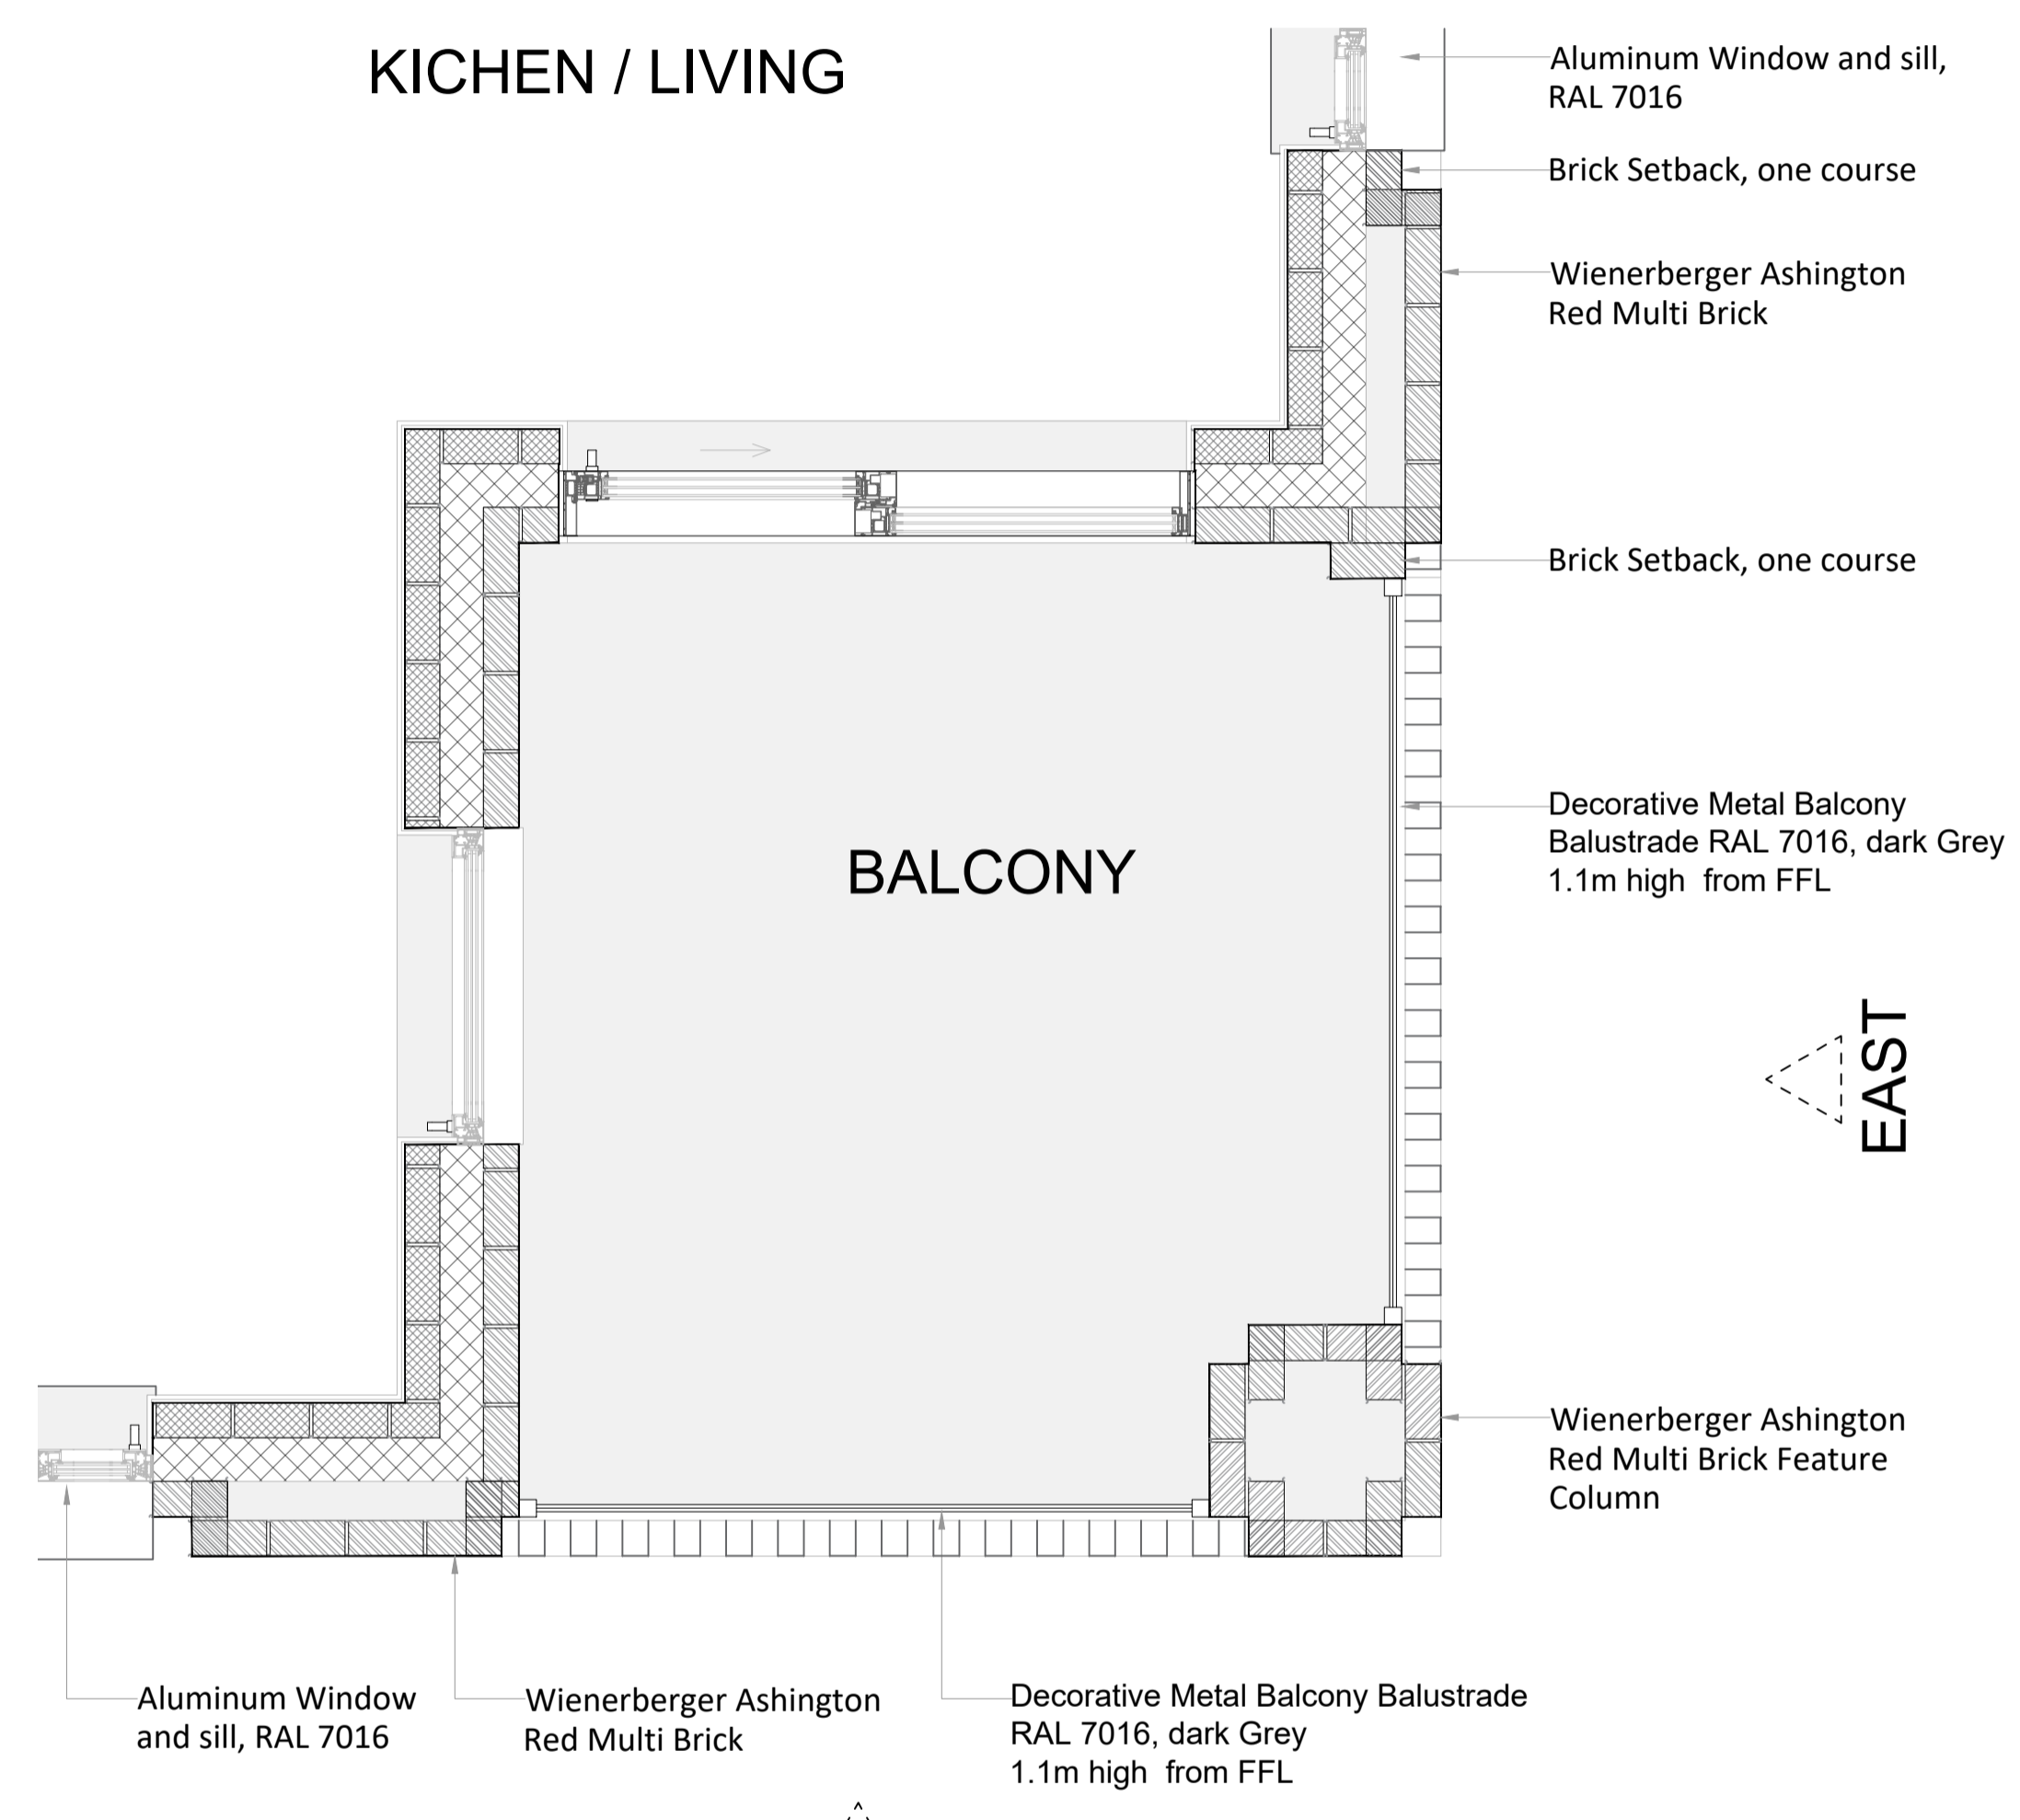 KICHEN / LIVING
Aluminum Window and sill,
RAL 7016
Brick Setback, one course
Wienerberger Ashington
Red Multi Brick
Brick Setback, one course
Decorative Metal Balcony
Balustrade RAL 7016, dark Grey
1.1m high from FFL
BALCONY
EAST
Wienerberger Ashington
Red Multi Brick Feature
Column
Aluminum Window
and sill, RAL 7016
Wienerberger Ashington
Red Multi Brick
Decorative Metal Balcony Balustrade
RAL 7016, dark Grey
1.1m high from FFL